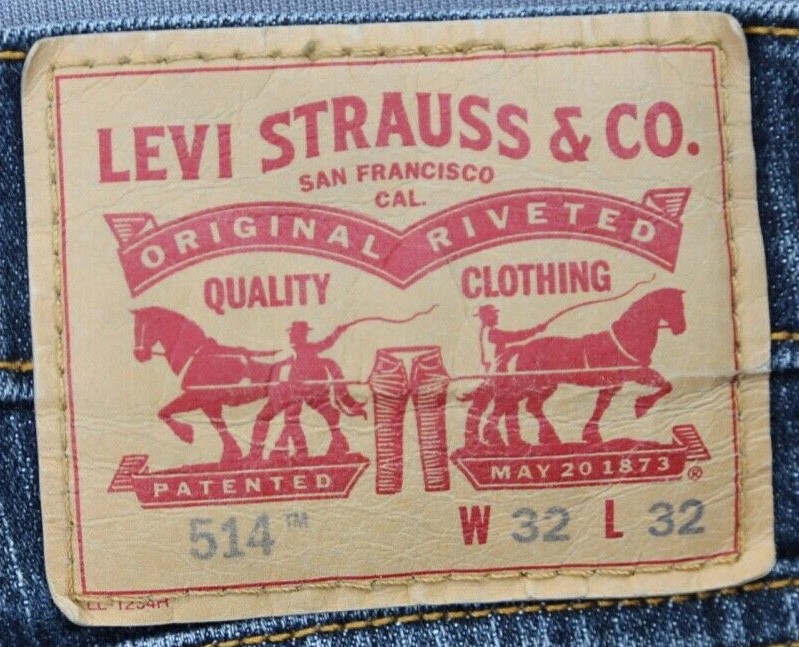 LEVI STRAUSS & CO.
SAN FRANCISCO
CAL.
ORIGINAL RIVETED
QUALITY CLOTHING
PATENTED MAY 20 1873 ®
514™ W 32 L 32